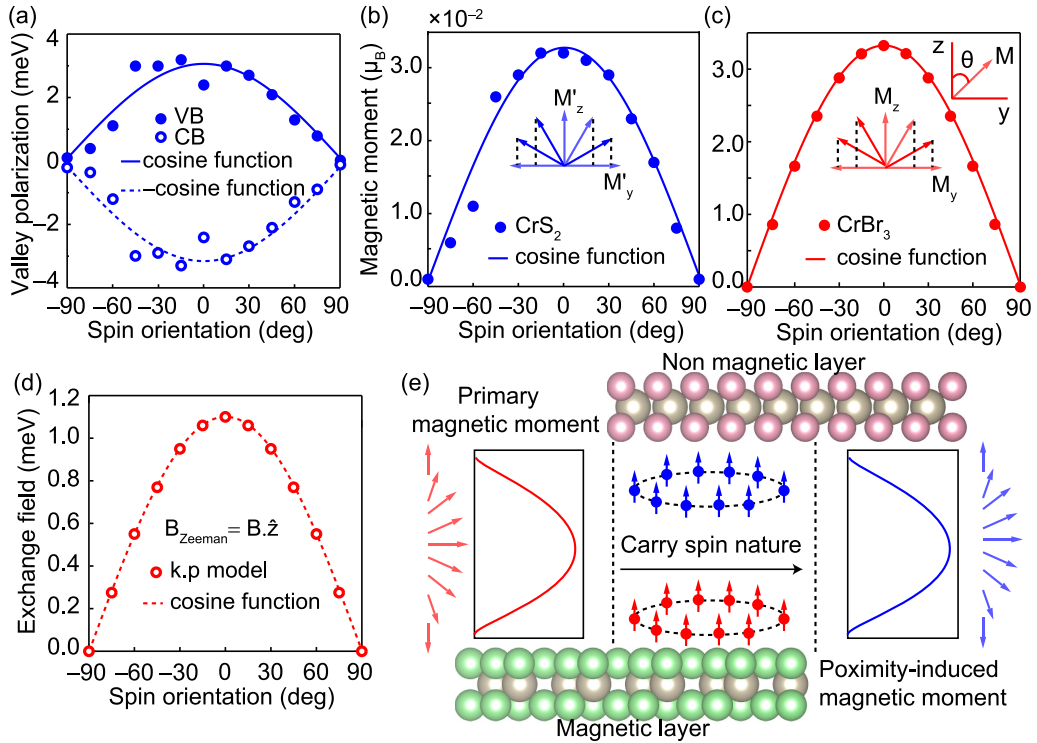 (a)
Valley polarization (meV)
4
2
0
−2
−4
VB
CB
cosine function
−cosine function
−90 −60 −30 0 30 60 90
Spin orientation (deg)
(b)
×10⁻²
Magnetic moment (μB)
3.0
2.0
1.0
0.0
M'z
M'y
CrS2
cosine function
−90 −60 −30 0 30 60 90
Spin orientation (deg)
(c)
3.0
2.0
1.0
0.0
z
θ
M
y
Mz
My
CrBr3
cosine function
−90 −60 −30 0 30 60 90
Spin orientation (deg)
(d)
Exchange field (meV)
1.2
1.0
0.8
0.6
0.4
0.2
0.0
BZeeman= B.ẑ
k.p model
cosine function
−90 −60 −30 0 30 60 90
Spin orientation (deg)
(e)
Non magnetic layer
Primary
magnetic moment
Carry spin nature
Poximity-induced
magnetic moment
Magnetic layer